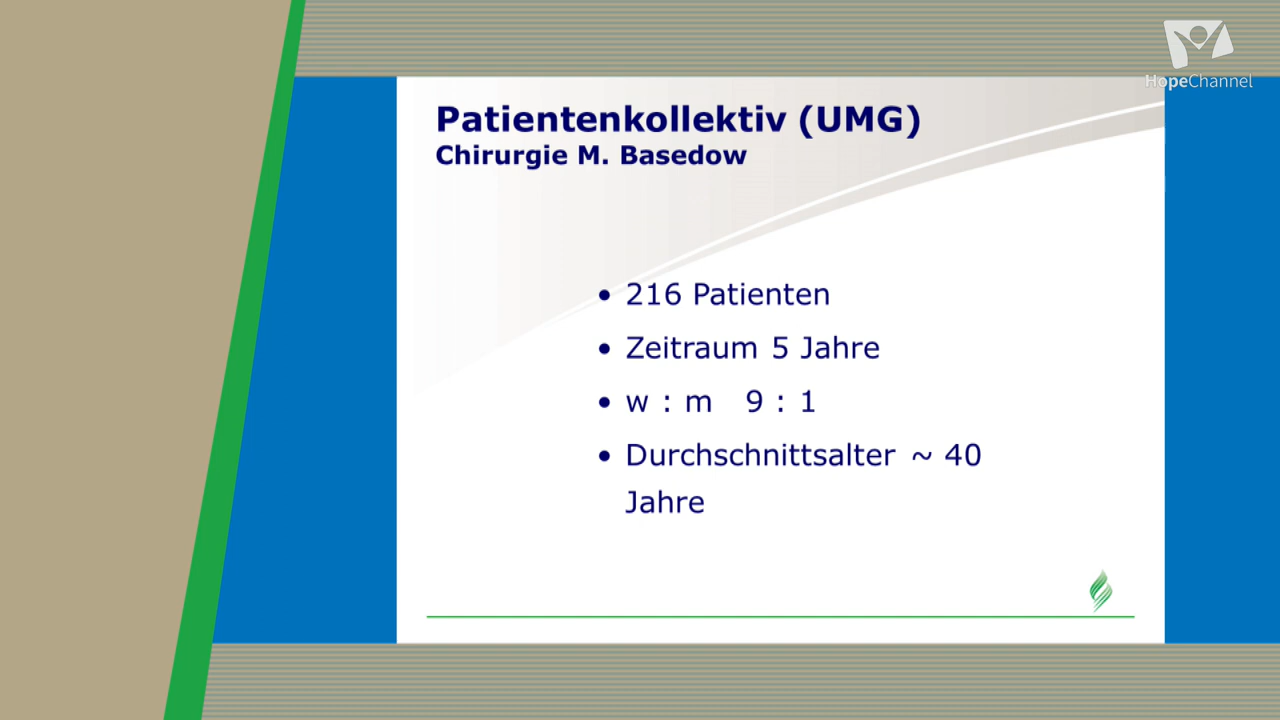 HopeChannel
Patientenkollektiv (UMG)
Chirurgie M. Basedow
• 216 Patienten
• Zeitraum 5 Jahre
• w : m 9 : 1
• Durchschnittsalter ~ 40
Jahre